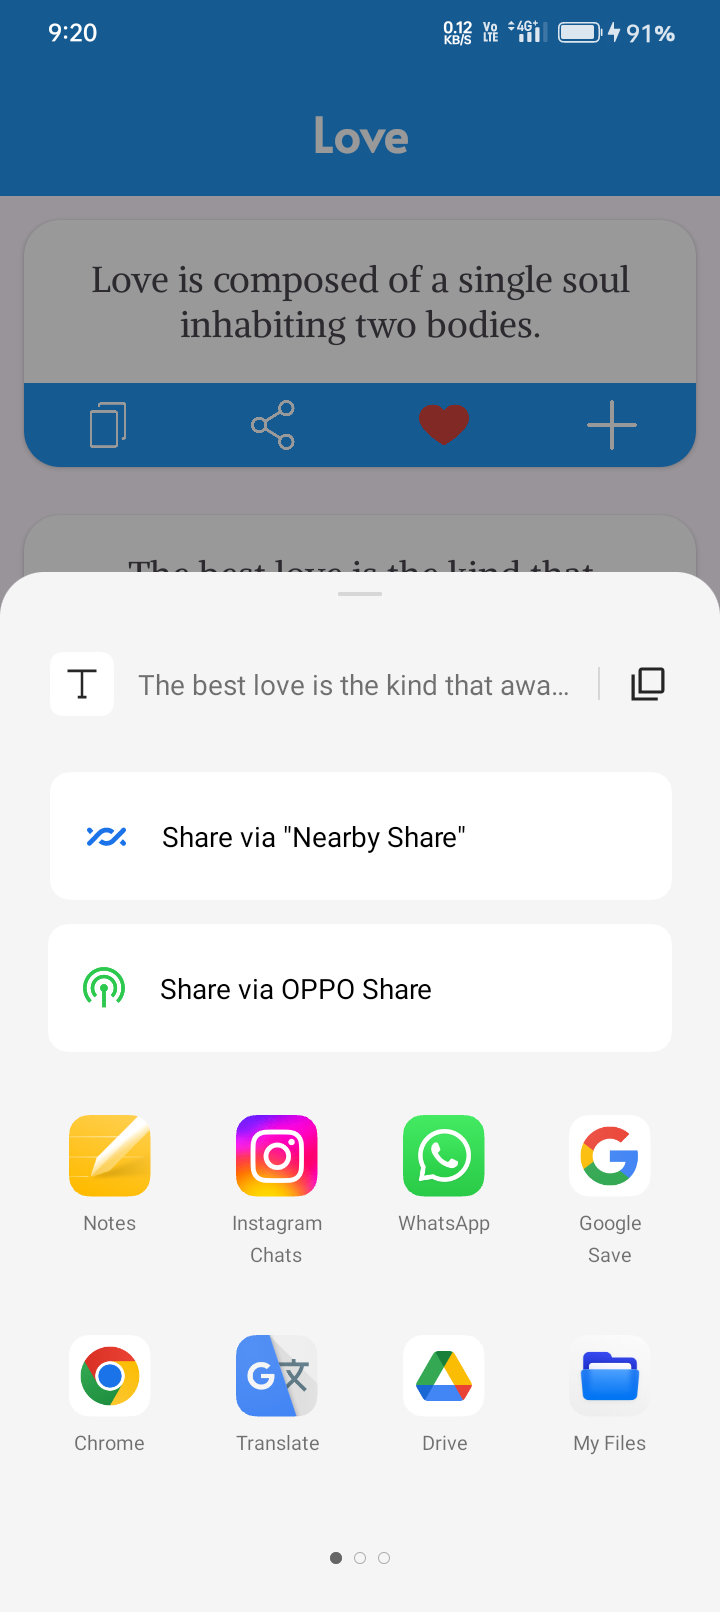 9:20
0.12 KB/S
Vo LTE
4G+
91%
Love
Love is composed of a single soul
inhabiting two bodies.
The best love is the kind that
T
The best love is the kind that awa...
Share via "Nearby Share"
Share via OPPO Share
Notes
Instagram Chats
WhatsApp
Google Save
Chrome
Translate
Drive
My Files